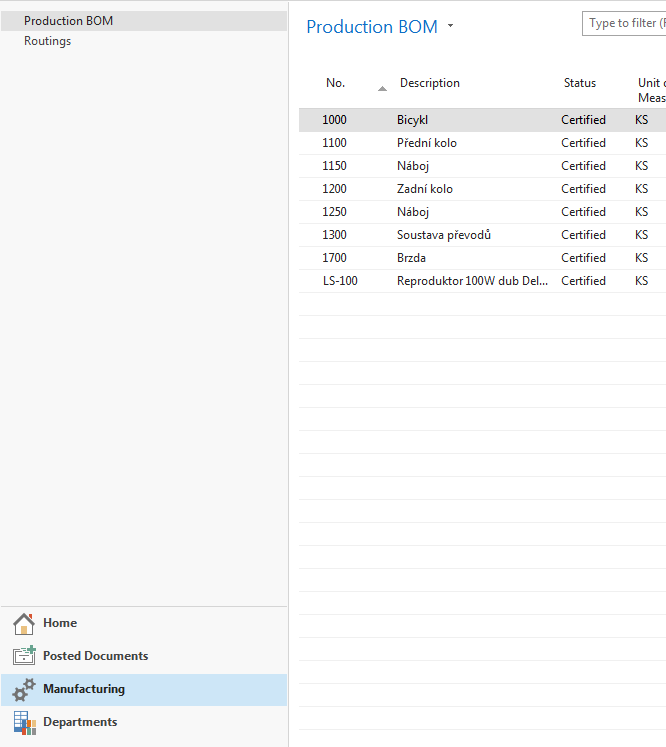 Production BOM
Routings
Home
Posted Documents
Manufacturing
Departments
Production BOM
Type to filter (F
No. Description Status Unit o
Meas
1000 Bicykl Certified KS
1100 Přední kolo Certified KS
1150 Náboj Certified KS
1200 Zadní kolo Certified KS
1250 Náboj Certified KS
1300 Soustava převodů Certified KS
1700 Brzda Certified KS
LS-100 Reproduktor 100W dub Del... Certified KS